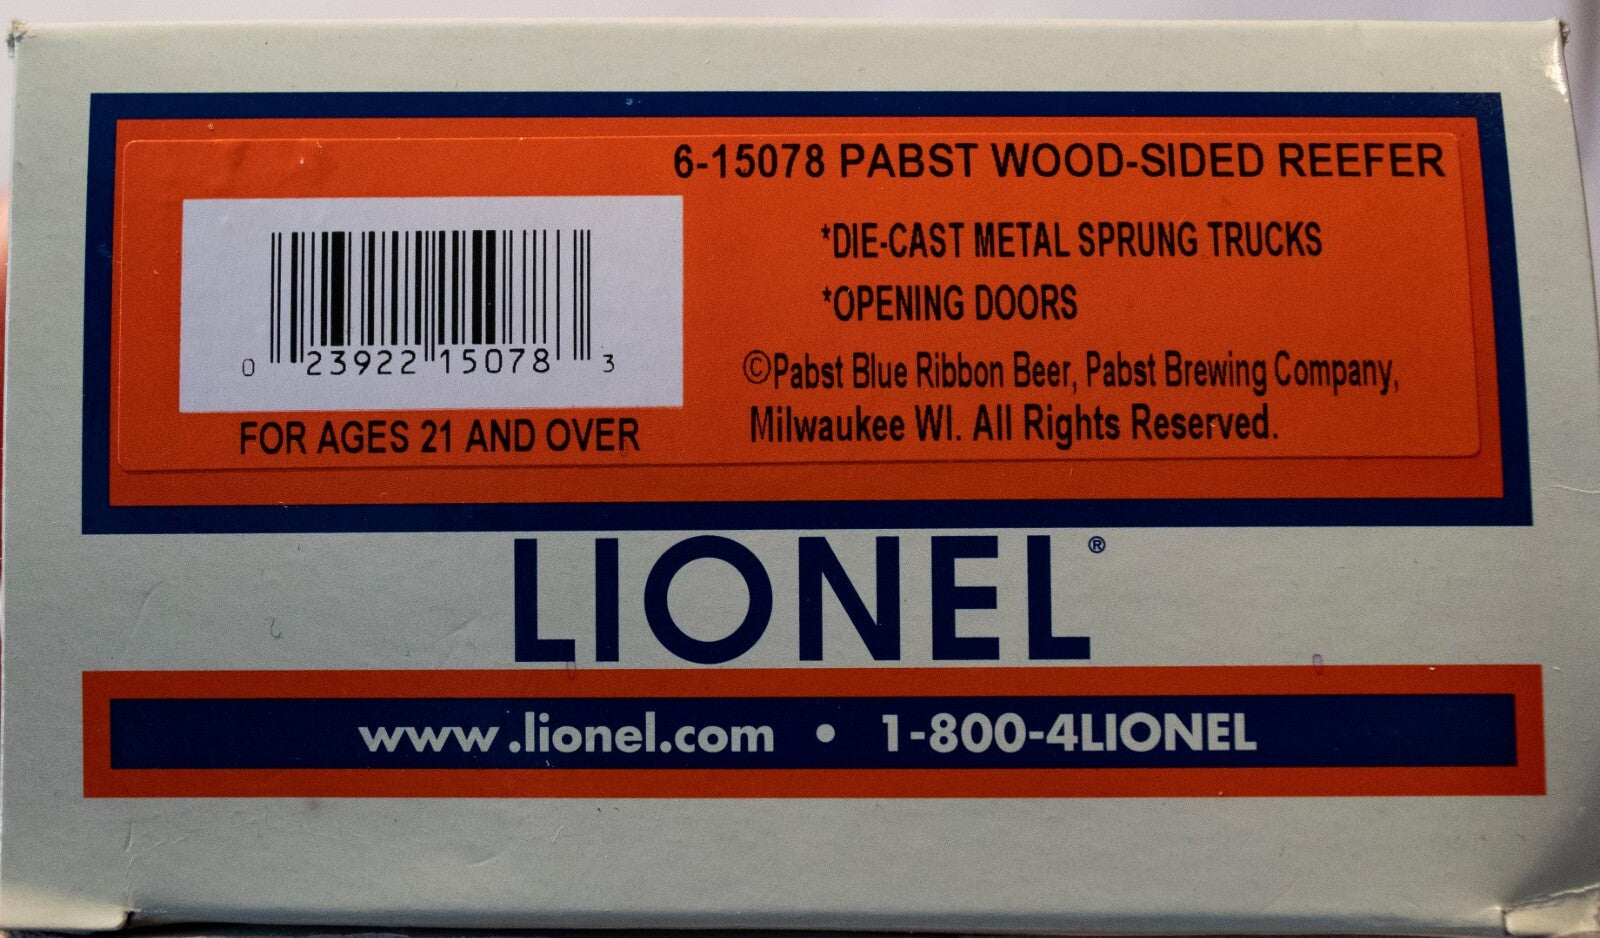 6-15078 PABST WOOD-SIDED REEFER
*DIE-CAST METAL SPRUNG TRUCKS
*OPENING DOORS
0 23922 15078 3
©Pabst Blue Ribbon Beer, Pabst Brewing Company,
Milwaukee WI. All Rights Reserved.
FOR AGES 21 AND OVER
LIONEL®
www.lionel.com • 1-800-4LIONEL